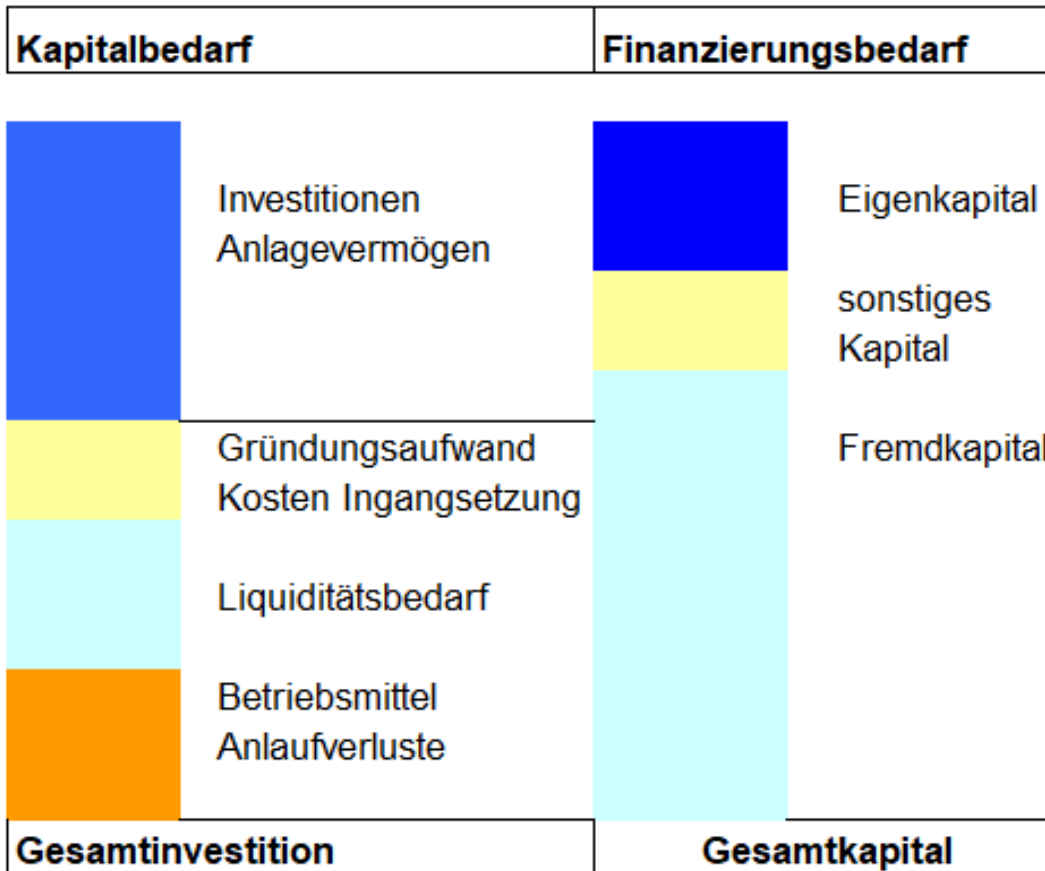 Kapitalbedarf
Finanzierungsbedarf
Investitionen
Anlagevermögen
Gründungsaufwand
Kosten Ingangsetzung
Liquiditätsbedarf
Betriebsmittel
Anlaufverluste
Eigenkapital
sonstiges
Kapital
Fremdkapital
Gesamtinvestition
Gesamtkapital